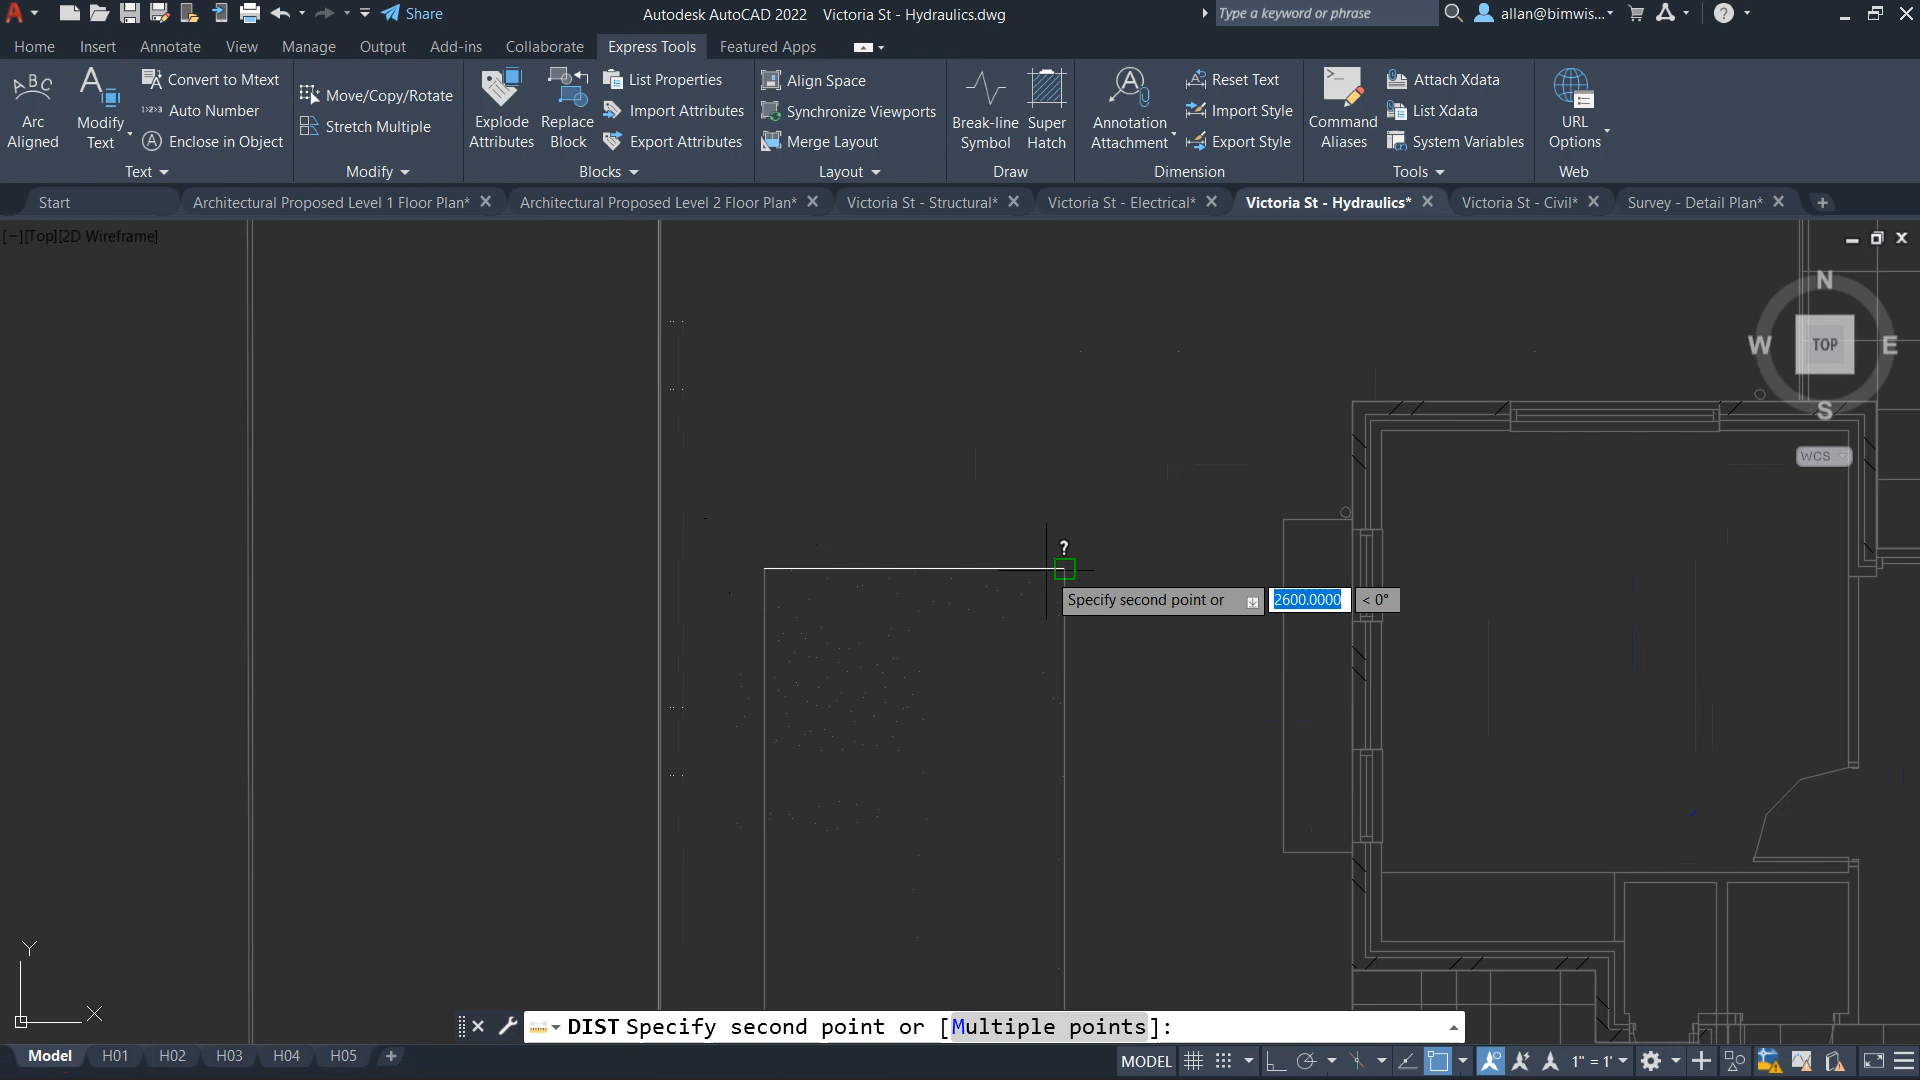 Share
Autodesk AutoCAD 2022 Victoria St - Hydraulics.dwg
Type a keyword or phrase
allan@bimwis...
Home Insert Annotate View Manage Output Add-ins Collaborate Express Tools Featured Apps
Arc Aligned
Modify Text
Convert to Mtext
Auto Number
Enclose in Object
Text
Move/Copy/Rotate
Stretch Multiple
Modify
Explode Attributes
Replace Block
List Properties
Import Attributes
Export Attributes
Blocks
Align Space
Synchronize Viewports
Merge Layout
Layout
Break-line Symbol
Super Hatch
Draw
Annotation Attachment
Reset Text
Import Style
Export Style
Dimension
Command Aliases
Attach Xdata
List Xdata
System Variables
Tools
URL Options
Web
Start
Architectural Proposed Level 1 Floor Plan*
Architectural Proposed Level 2 Floor Plan*
Victoria St - Structural*
Victoria St - Electrical*
Victoria St - Hydraulics*
Victoria St - Civil*
Survey - Detail Plan*
[−][Top][2D Wireframe]
N
W TOP E
S
WCS
?
Specify second point or 2600.0000 < 0°
Y
X
DIST Specify second point or [Multiple points]:
Model H01 H02 H03 H04 H05
MODEL
1" = 1'